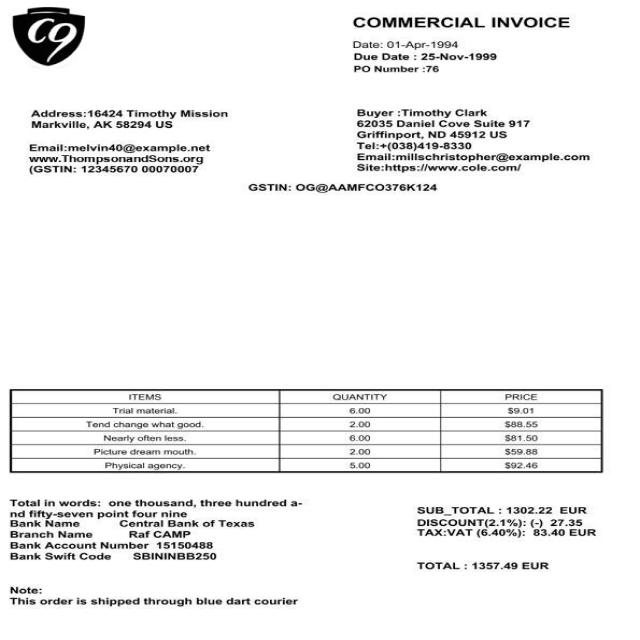 C9
COMMERCIAL INVOICE
Date: 01-Apr-1994
Due Date : 25-Nov-1999
PO Number :76
Address:16424 Timothy Mission
Markville, AK 58294 US
Email:melvin40@example.net
www.ThompsonandSons.org
(GSTIN: 12345670 00070007
Buyer :Timothy Clark
62035 Daniel Cove Suite 917
Griffinport, ND 45912 US
Tel:+(038)419-8330
Email:millschristopher@example.com
Site:https://www.cole.com/
GSTIN: OG@AAMFCO376K124
ITEMS QUANTITY PRICE
Trial material. 6.00 $9.01
Tend change what good. 2.00 $88.55
Nearly often less. 6.00 $81.50
Picture dream mouth. 2.00 $59.88
Physical agency. 5.00 $92.46
Total in words: one thousand, three hundred a-
nd fifty-seven point four nine
Bank Name Central Bank of Texas
Branch Name Raf CAMP
Bank Account Number 15150488
Bank Swift Code SBININBB250
SUB_TOTAL : 1302.22 EUR
DISCOUNT(2.1%): (-) 27.35
TAX:VAT (6.40%): 83.40 EUR
TOTAL : 1357.49 EUR
Note:
This order is shipped through blue dart courier